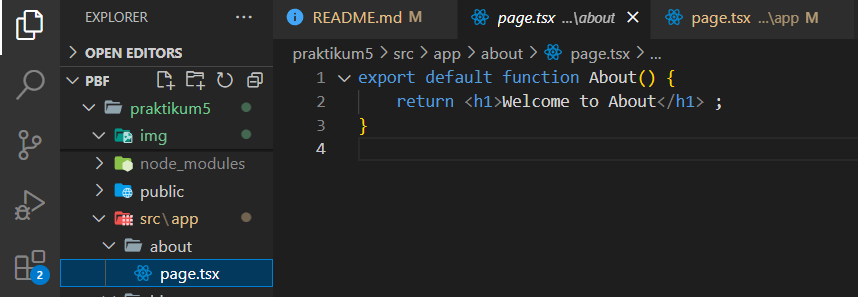 EXPLORER ···
README.md M
page.tsx ...\about
page.tsx ...\app M
OPEN EDITORS
PBF
praktikum5
img
node_modules
public
src\app
about
page.tsx
2
praktikum5 > src > app > about > page.tsx > ...
1 export default function About() {
2 return <h1>Welcome to About</h1> ;
3 }
4